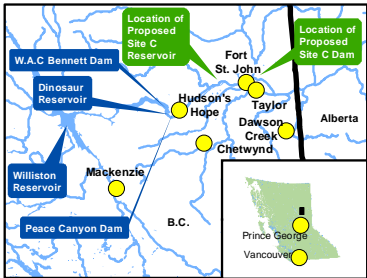 Location of
Proposed
Site C
Reservoir
Location of
Proposed
Site C Dam
Fort
St. John
W.A.C Bennett Dam
Dinosaur
Reservoir
Hudson's
Hope
Taylor
Dawson
Creek
Alberta
Chetwynd
Williston
Reservoir
Mackenzie
Peace Canyon Dam
B.C.
Prince George
Vancouver